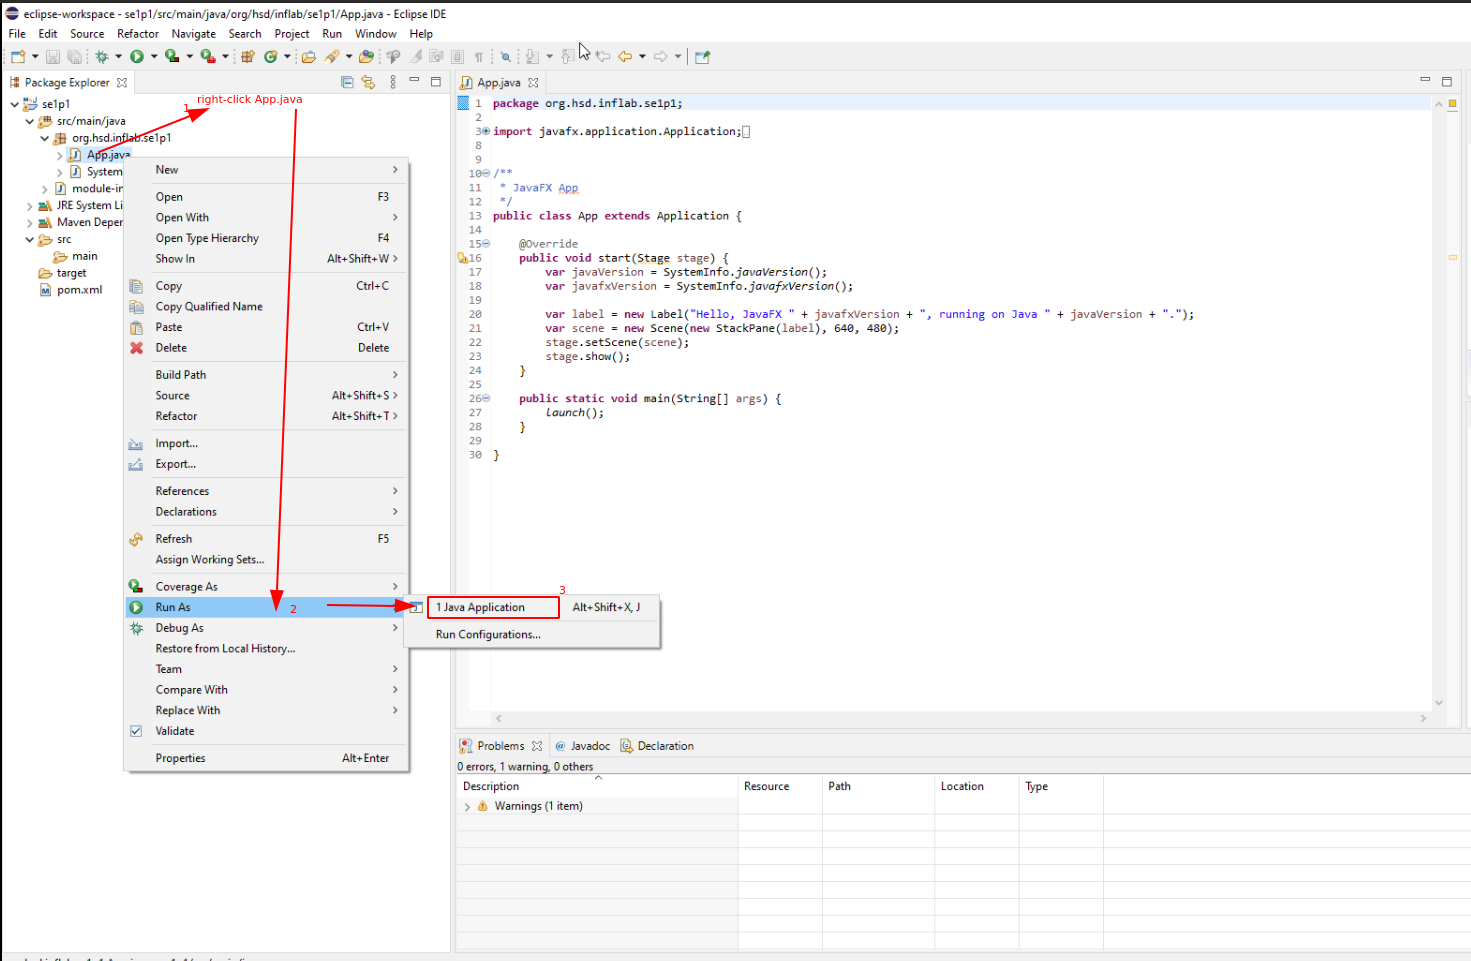 eclipse-workspace - se1p1/src/main/java/org/hsd/inflab/se1p1/App.java - Eclipse IDE
File Edit Source Refactor Navigate Search Project Run Window Help
Package Explorer
se1p1
1 right-click App.java
src/main/java
org.hsd.inflab.se1p1
App.java
System
module-in
JRE System Li
Maven Deper
src
main
target
pom.xml
New
Open F3
Open With
Open Type Hierarchy F4
Show In Alt+Shift+W
Copy Ctrl+C
Copy Qualified Name
Paste Ctrl+V
Delete Delete
Build Path
Source Alt+Shift+S
Refactor Alt+Shift+T
Import...
Export...
References
Declarations
Refresh F5
Assign Working Sets...
Coverage As
Run As 2
Debug As
Restore from Local History...
Team
Compare With
Replace With
Validate
Properties Alt+Enter
3
1 Java Application Alt+Shift+X, J
Run Configurations...
App.java
1 package org.hsd.inflab.se1p1;
2
3 import javafx.application.Application;
8
9
10 /**
11 * JavaFX App
12 */
13 public class App extends Application {
14
15 @Override
16 public void start(Stage stage) {
17 var javaVersion = SystemInfo.javaVersion();
18 var javafxVersion = SystemInfo.javafxVersion();
19
20 var label = new Label("Hello, JavaFX " + javafxVersion + ", running on Java " + javaVersion + ".");
21 var scene = new Scene(new StackPane(label), 640, 480);
22 stage.setScene(scene);
23 stage.show();
24 }
25
26 public static void main(String[] args) {
27 launch();
28 }
29
30 }
Problems @ Javadoc Declaration
0 errors, 1 warning, 0 others
Description Resource Path Location Type
Warnings (1 item)